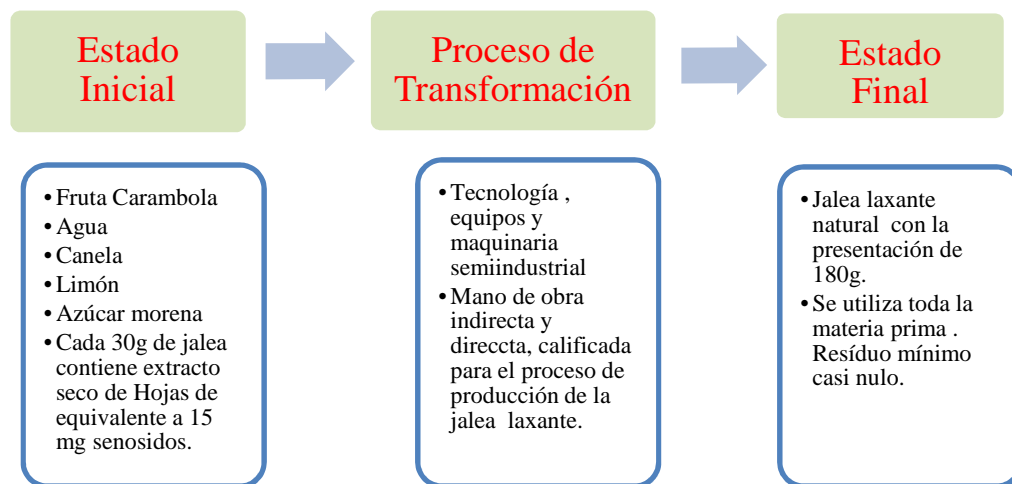 Estado
Inicial
Proceso de
Transformación
Estado
Final
• Fruta Carambola
• Agua
• Canela
• Limón
• Azúcar morena
• Cada 30g de jalea
contiene extracto
seco de Hojas de
equivalente a 15
mg senosidos.
• Tecnología ,
equipos y
maquinaria
semiindustrial
• Mano de obra
indirecta y
direccta, calificada
para el proceso de
producción de la
jalea laxante.
• Jalea laxante
natural con la
presentación de
180g.
• Se utiliza toda la
materia prima .
Resíduo mínimo
casi nulo.